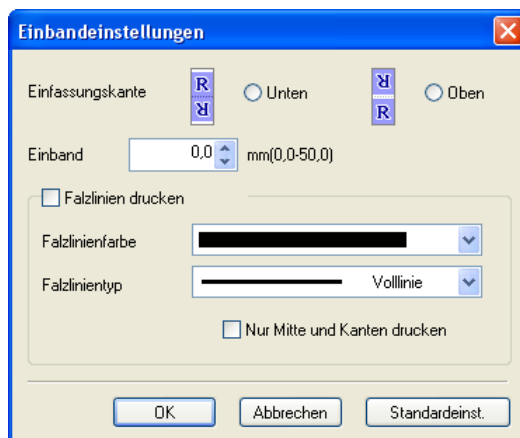 Einbandeinstellungen
Einfassungskante R R Unten R R Oben
Einband 0,0 mm(0,0-50,0)
Falzlinien drucken
Falzlinienfarbe
Falzlinientyp Volllinie
Nur Mitte und Kanten drucken
OK Abbrechen Standardeinst.